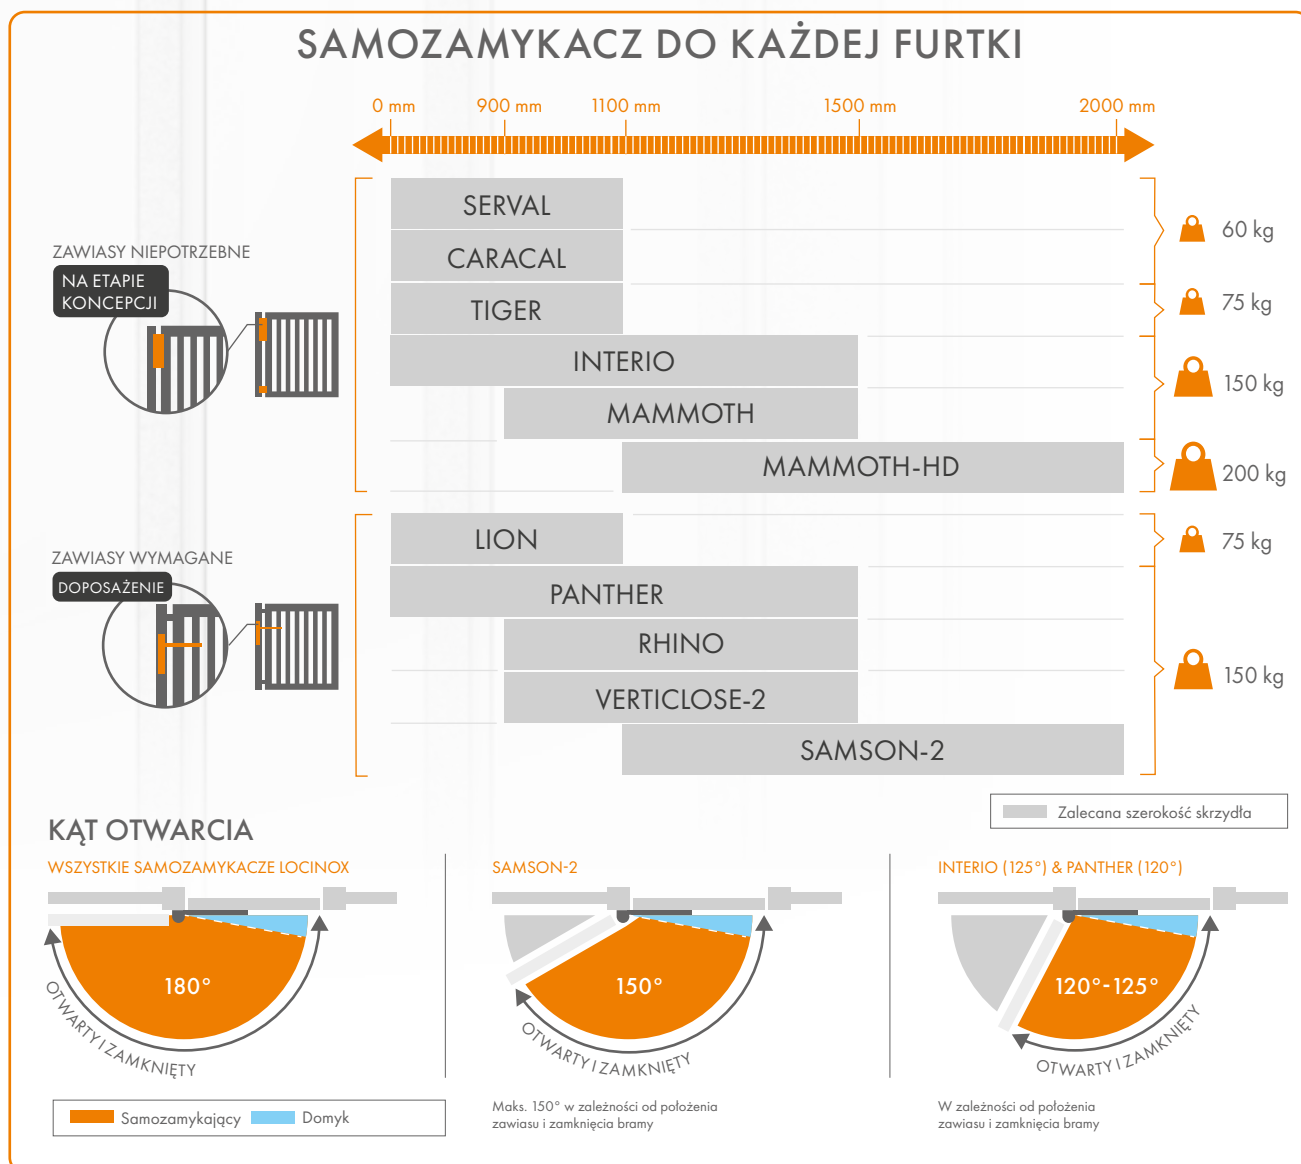 SAMOZAMYKACZ DO KAŻDEJ FURTKI
0 mm
900 mm
1100 mm
1500 mm
2000 mm
ZAWIASY NIEPOTRZEBNE
NA ETAPIE
KONCEPCJI
SERVAL
CARACAL
TIGER
INTERIO
MAMMOTH
MAMMOTH-HD
60 kg
75 kg
150 kg
200 kg
ZAWIASY WYMAGANE
DOPOSAŻENIE
LION
PANTHER
RHINO
VERTICLOSE-2
SAMSON-2
75 kg
150 kg
Zalecana szerokość skrzydła
KĄT OTWARCIA
WSZYSTKIE SAMOZAMYKACZE LOCINOX
180°
OTWARTY I ZAMKNIĘTY
Samozamykający
Domyk
SAMSON-2
150°
OTWARTY I ZAMKNIĘTY
Maks. 150° w zależności od położenia
zawiasu i zamknięcia bramy
INTERIO (125°) & PANTHER (120°)
120°-125°
OTWARTY I ZAMKNIĘTY
W zależności od położenia
zawiasu i zamknięcia bramy